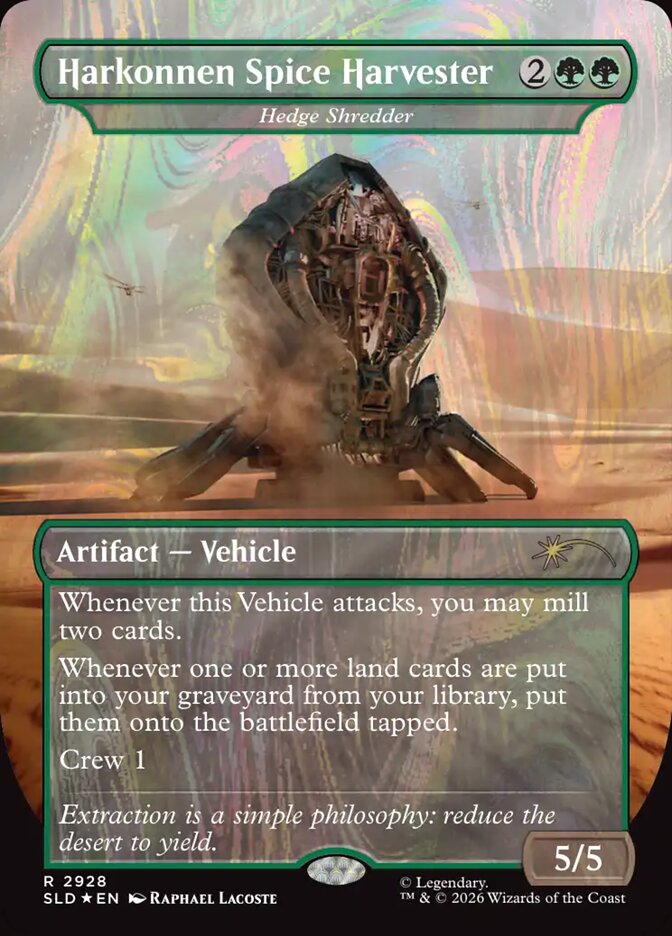 Harkonnen Spice Harvester 2
Hedge Shredder
Artifact — Vehicle
Whenever this Vehicle attacks, you may mill
two cards.
Whenever one or more land cards are put
into your graveyard from your library, put
them onto the battlefield tapped.
Crew 1
Extraction is a simple philosophy: reduce the
desert to yield.
5/5
R 2928
SLD ★ EN Raphael Lacoste
© Legendary.
™ & © 2026 Wizards of the Coast